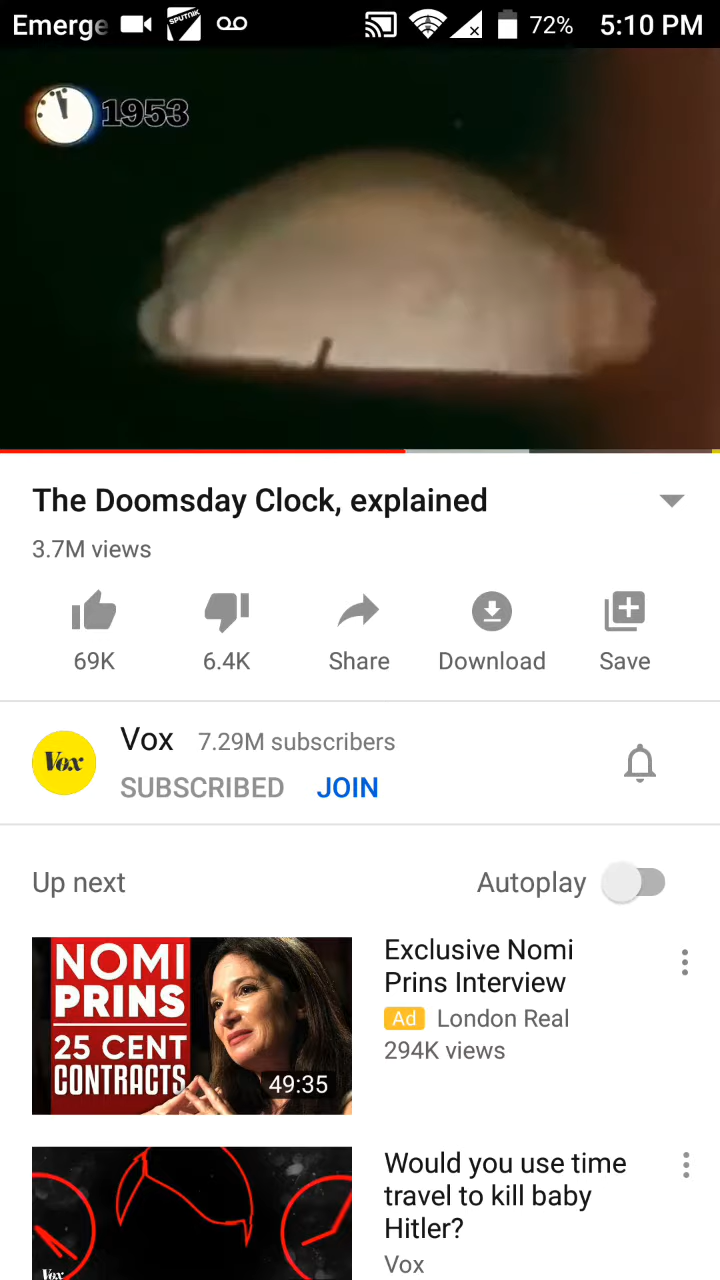 Emerge
SPUTNIK
72%
5:10 PM
1953
The Doomsday Clock, explained
3.7M views
69K
6.4K
Share
Download
Save
Vox
Vox 7.29M subscribers
SUBSCRIBED JOIN
Up next
Autoplay
NOMI
PRINS
25 CENT
CONTRACTS
49:35
Exclusive Nomi
Prins Interview
Ad London Real
294K views
Vox
Would you use time
travel to kill baby
Hitler?
Vox